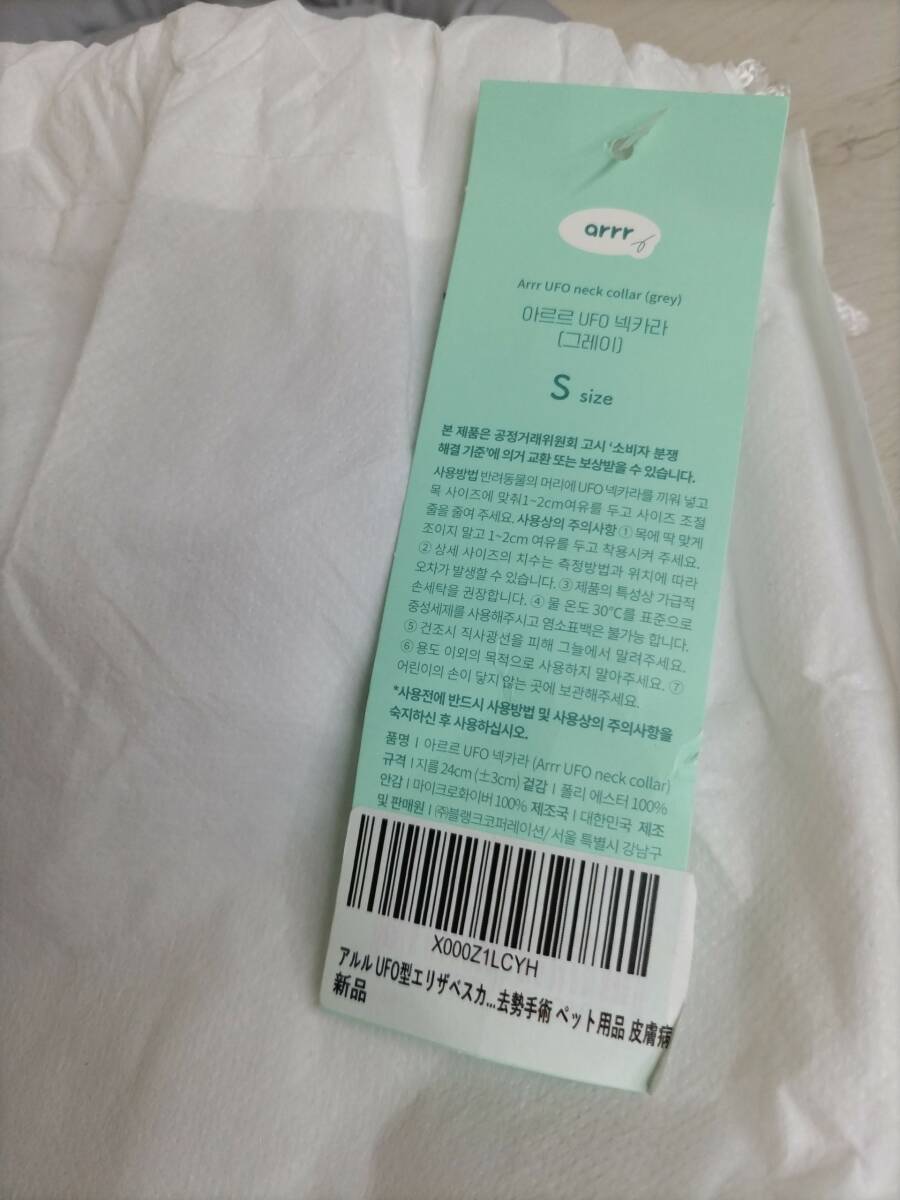 arrr
Arrr UFO neck collar (grey)
아르르 UFO 넥카라
(그레이)
S size
본 제품은 공정거래위원회 고시 '소비자 분쟁
해결 기준'에 의거 교환 또는 보상받을 수 있습니다.
사용방법 반려동물의 머리에 UFO 넥카라를 끼워 넣고
목 사이즈에 맞춰1~2cm여유를 두고 사이즈 조절
줄을 줄여 주세요. 사용상의 주의사항 ① 목에 딱 맞게
조이지 말고 1~2cm 여유를 두고 착용시켜 주세요.
② 상세 사이즈의 치수는 측정방법과 위치에 따라
오차가 발생할 수 있습니다. ③ 제품의 특성상 가급적
손세탁을 권장합니다. ④ 물 온도 30℃를 표준으로
중성세제를 사용해주시고 염소표백은 불가능 합니다.
⑤ 건조시 직사광선을 피해 그늘에서 말려주세요.
⑥ 용도 이외의 목적으로 사용하지 말아주세요. ⑦
어린이의 손이 닿지 않는 곳에 보관해주세요.
*사용전에 반드시 사용방법 및 사용상의 주의사항을
숙지하신 후 사용하십시오.
품명 | 아르르 UFO 넥카라 (Arrr UFO neck collar)
규격 | 지름 24cm (±3cm) 겉감 | 폴리 에스터 100%
안감 | 마이크로화이버 100% 제조국 | 대한민국 제조
및 판매원 | ㈜블랭크코퍼레이션/ 서울 특별시 강남구
X000Z1LCYH
アルル UFO型エリザベスカ...去勢手術 ペット用品 皮膚病
新品